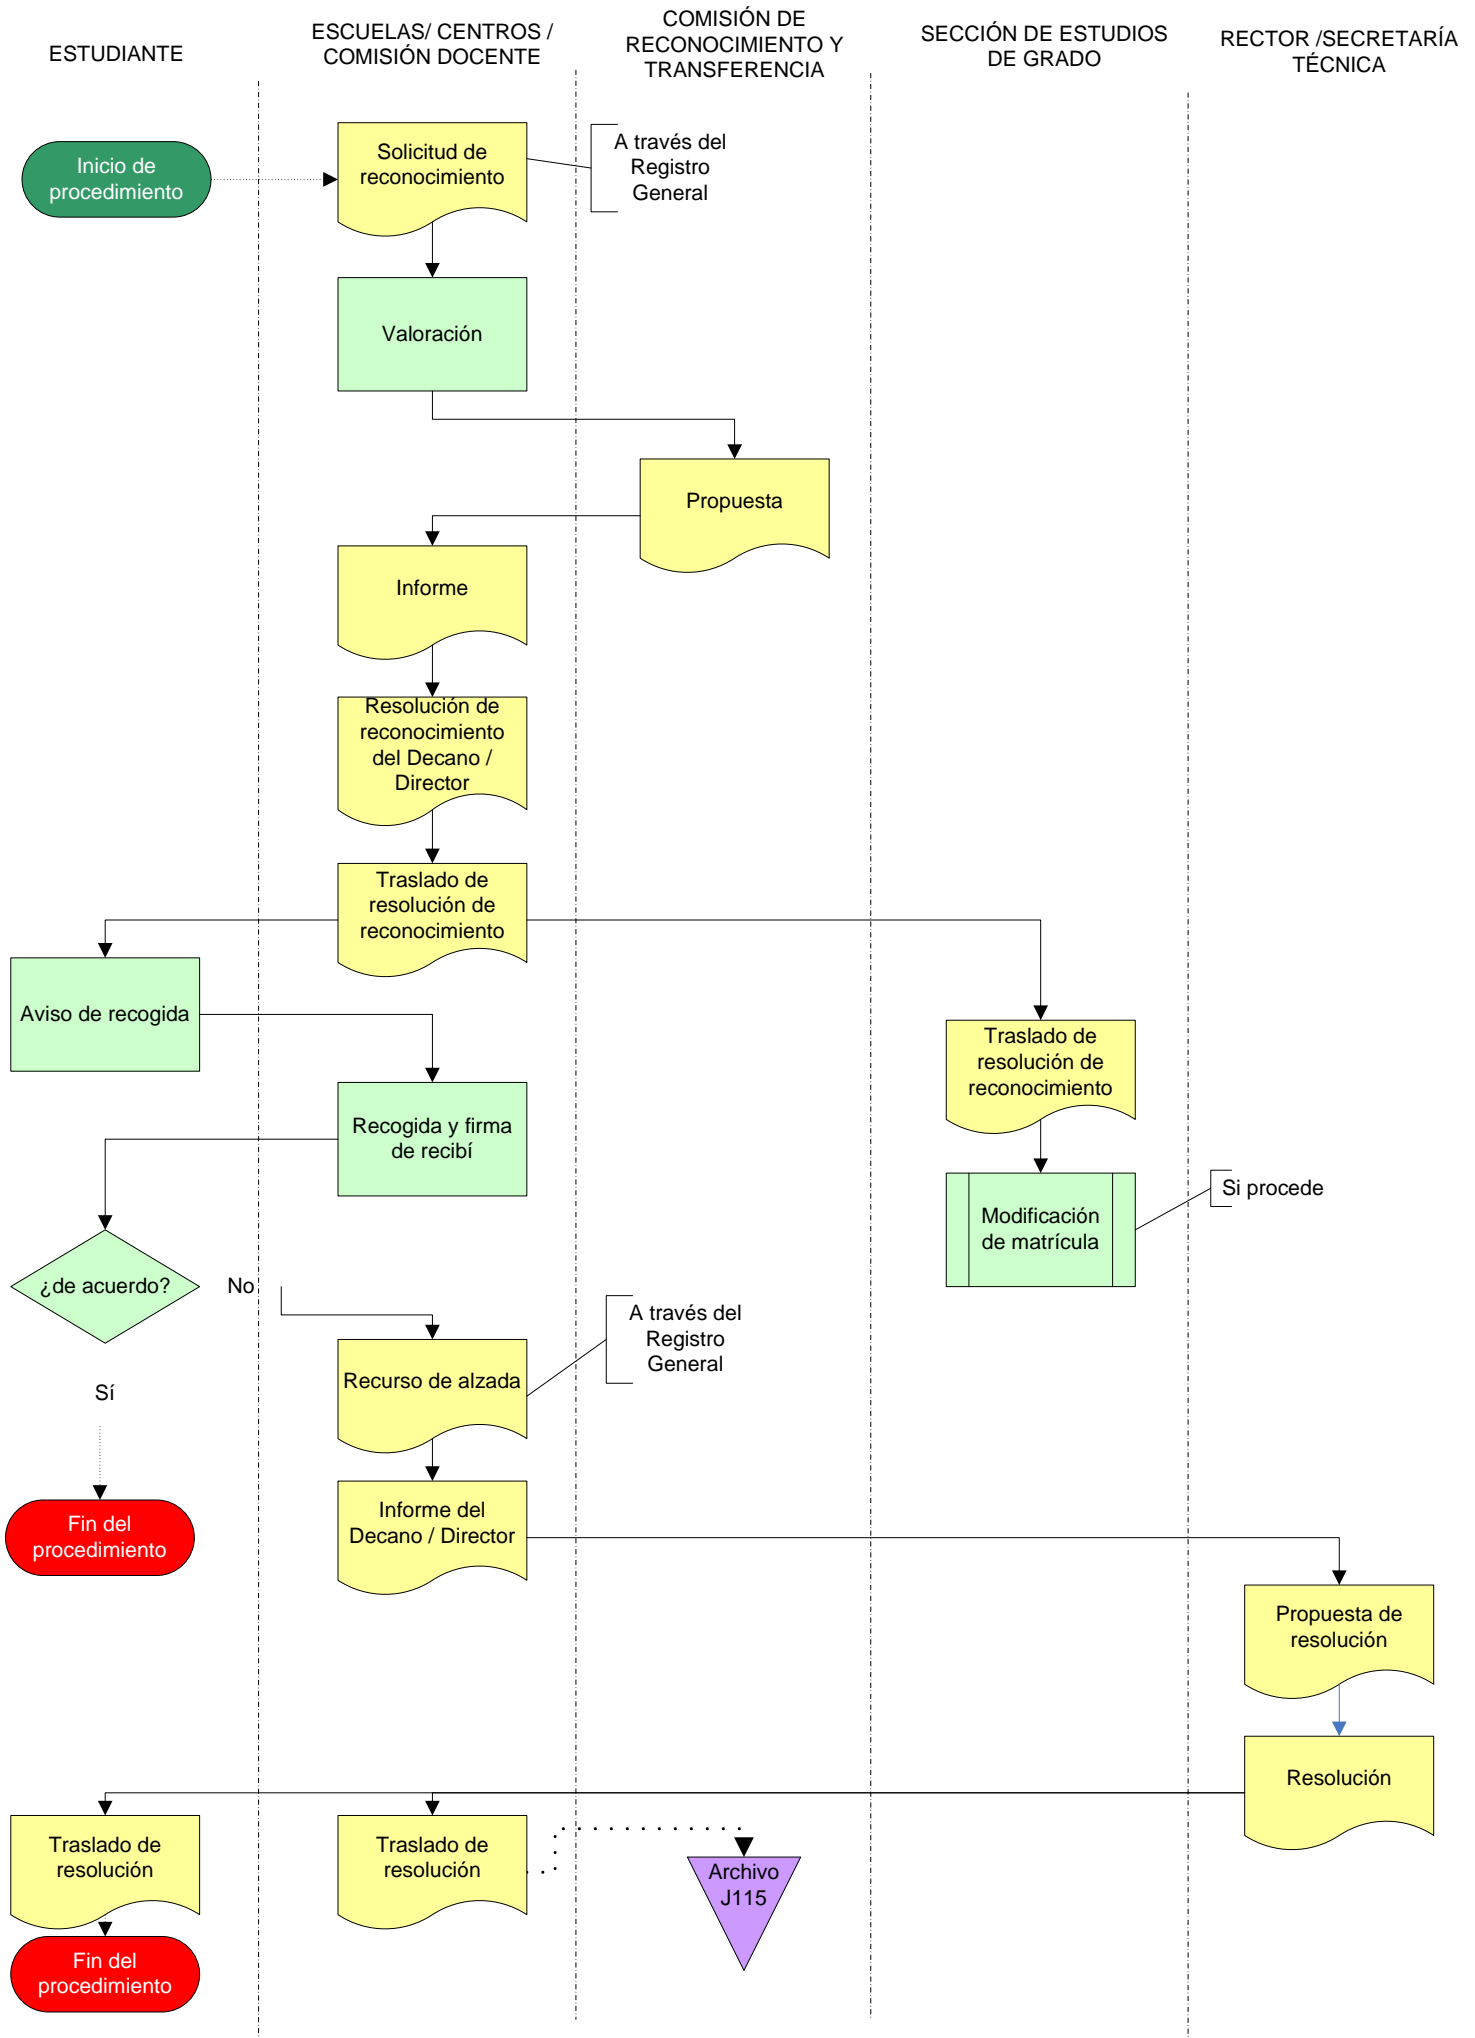 ESTUDIANTE
ESCUELAS/ CENTROS /
COMISIÓN DOCENTE
COMISIÓN DE
RECONOCIMIENTO Y
TRANSFERENCIA
SECCIÓN DE ESTUDIOS
DE GRADO
RECTOR /SECRETARÍA
TÉCNICA
Inicio de
procedimiento
Solicitud de
reconocimiento
A través del
Registro
General
Valoración
Propuesta
Informe
Resolución de
reconocimiento
del Decano /
Director
Traslado de
resolución de
reconocimiento
Aviso de recogida
Traslado de
resolución de
reconocimiento
Recogida y firma
de recibí
Modificación
de matrícula
Si procede
¿de acuerdo?
No
A través del
Registro
General
Recurso de alzada
Sí
Fin del
procedimiento
Informe del
Decano / Director
Propuesta de
resolución
Resolución
Traslado de
resolución
Traslado de
resolución
Archivo
J115
Fin del
procedimiento